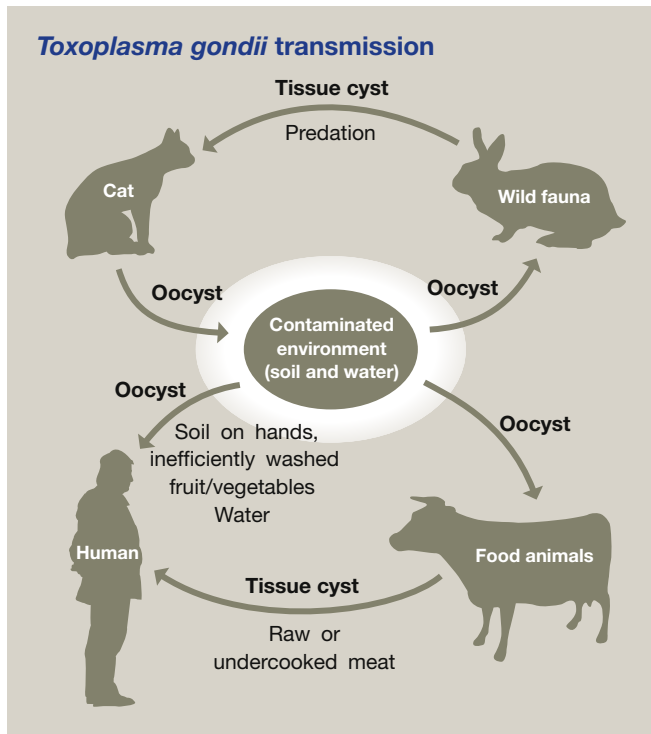 Toxoplasma gondii transmission
Tissue cyst
Predation
Cat
Wild fauna
Oocyst
Oocyst
Contaminated
environment
(soil and water)
Oocyst
Soil on hands,
inefficiently washed
fruit/vegetables
Water
Oocyst
Human
Food animals
Tissue cyst
Raw or
undercooked meat